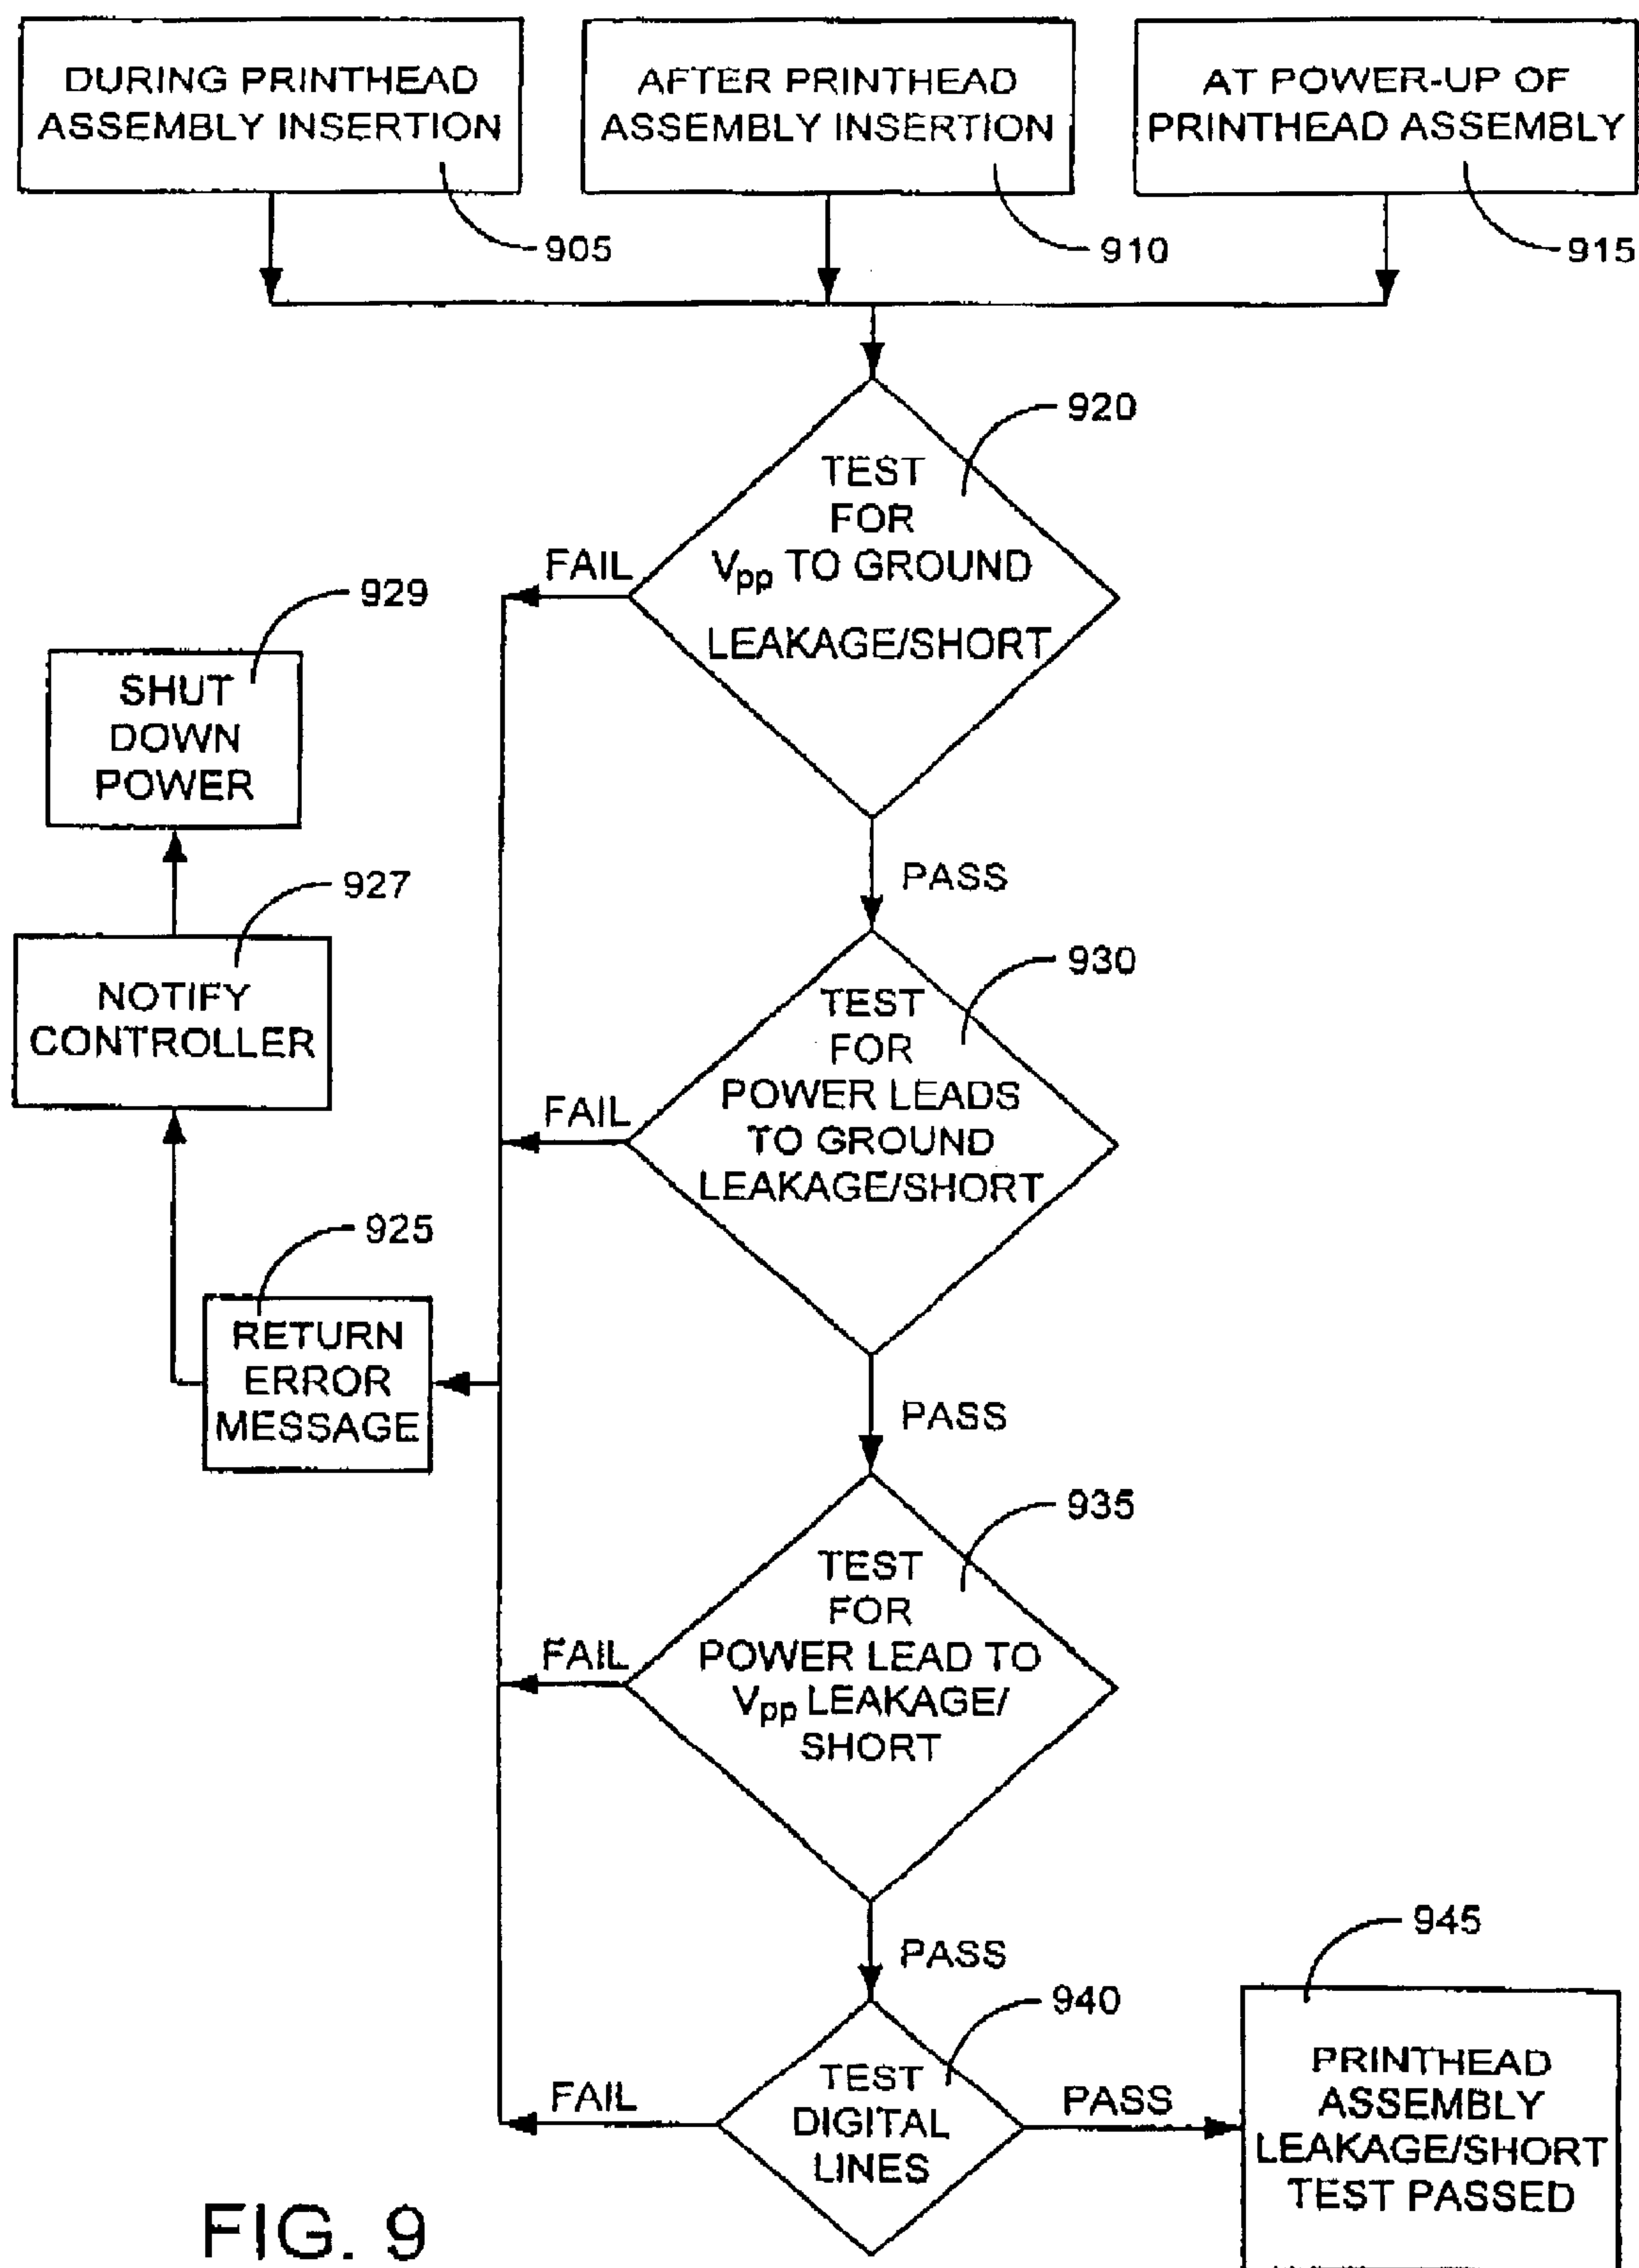 DURING PRINTHEAD
ASSEMBLY INSERTION
905
AFTER PRINTHEAD
ASSEMBLY INSERTION
910
AT POWER-UP OF
PRINTHEAD ASSEMBLY
915
920
TEST
FOR
Vpp TO GROUND
LEAKAGE/SHORT
FAIL
929
SHUT
DOWN
POWER
PASS
927
NOTIFY
CONTROLLER
930
TEST
FOR
POWER LEADS
TO GROUND
LEAKAGE/SHORT
FAIL
925
RETURN
ERROR
MESSAGE
PASS
935
TEST
FOR
POWER LEAD TO
Vpp LEAKAGE/
SHORT
FAIL
PASS
940
TEST
DIGITAL
LINES
FAIL
PASS
945
PRINTHEAD
ASSEMBLY
LEAKAGE/SHORT
TEST PASSED
FIG. 9